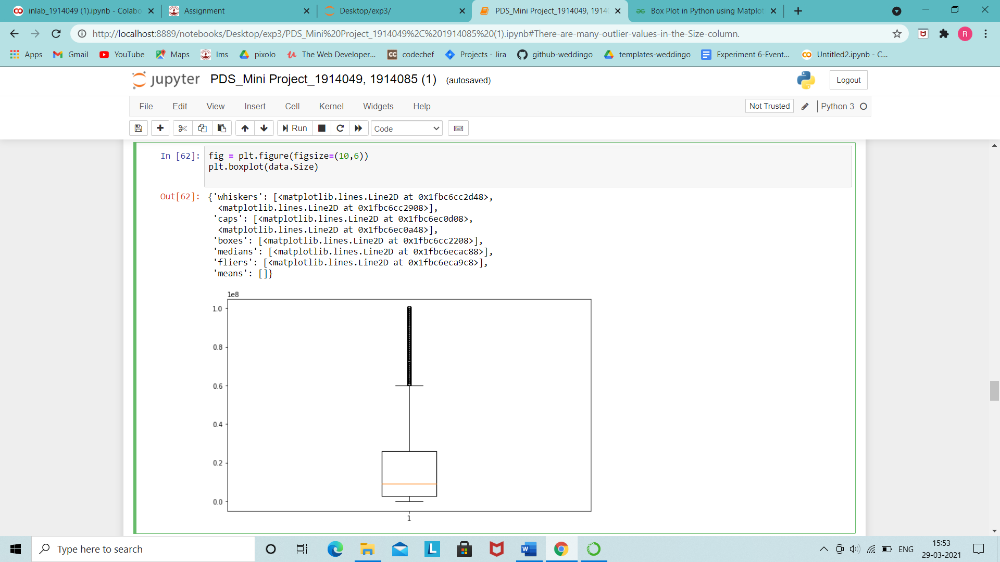 inlab_1914049 (1).ipynb - Colabo
Assignment
Desktop/exp3/
PDS_Mini Project_1914049, 1914
Box Plot in Python using Matplot
http://localhost:8889/notebooks/Desktop/exp3/PDS_Mini%20Project_1914049%2C%201914085%20(1).ipynb#There-are-many-outlier-values-in-the-Size-column.
R
Apps
Gmail
YouTube
Maps
lms
pixolo
The Web Developer...
CC
codechef
Projects - Jira
github-weddingo
templates-weddingo
Experiment 6-Event...
Untitled2.ipynb - C...
jupyter
PDS_Mini Project_1914049, 1914085 (1)
(autosaved)
Logout
File
Edit
View
Insert
Cell
Kernel
Widgets
Help
Not Trusted
Python 3
Run
Code
In [62]: fig = plt.figure(figsize=(10,6))
plt.boxplot(data.Size)
Out[62]: {'whiskers': [<matplotlib.lines.Line2D at 0x1fbc6cc2d48>,
<matplotlib.lines.Line2D at 0x1fbc6cc2908>],
'caps': [<matplotlib.lines.Line2D at 0x1fbc6ec0d08>,
<matplotlib.lines.Line2D at 0x1fbc6ec0a48>],
'boxes': [<matplotlib.lines.Line2D at 0x1fbc6cc2208>],
'medians': [<matplotlib.lines.Line2D at 0x1fbc6ecac88>],
'fliers': [<matplotlib.lines.Line2D at 0x1fbc6eca9c8>],
'means': []}
1e8
1.0
0.8
0.6
0.4
0.2
0.0
1
Type here to search
L
W
ENG
15:53
29-03-2021